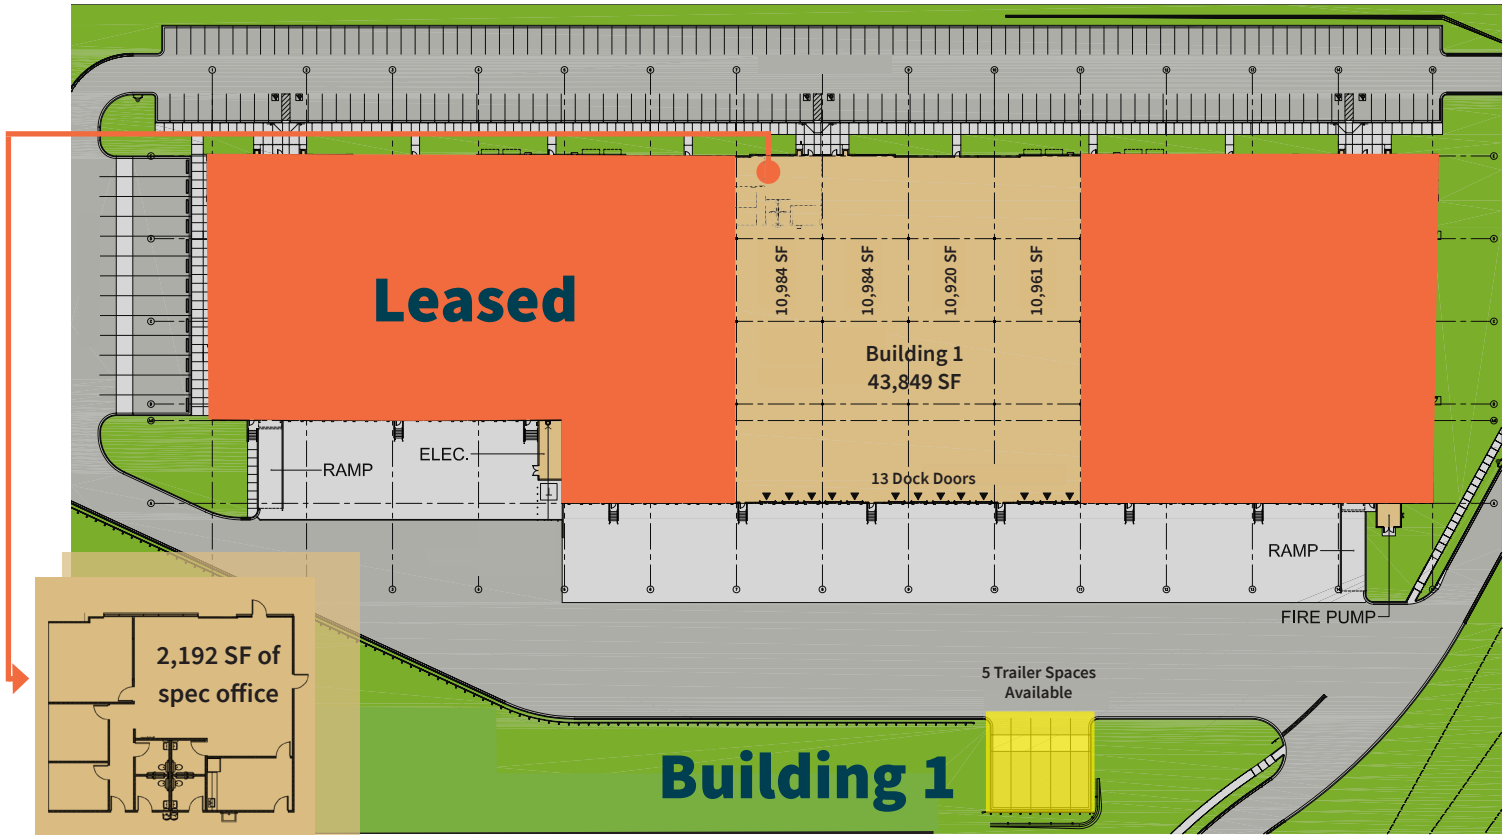 Leased
10,984 SF
10,984 SF
10,920 SF
10,961 SF
Building 1
43,849 SF
13 Dock Doors
RAMP
ELEC.
RAMP
FIRE PUMP
2,192 SF of
spec office
5 Trailer Spaces
Available
Building 1